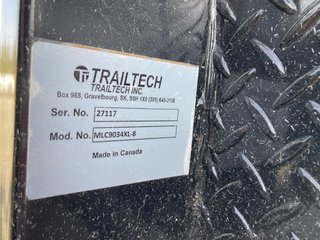 TRAILTECH
TRAILTECH INC.
Box 988, Gravelbourg, SK, S0H 1X0 (306) 648-3158
Ser. No. 27117
Mod. No. MLC9034XL-8
Made in Canada